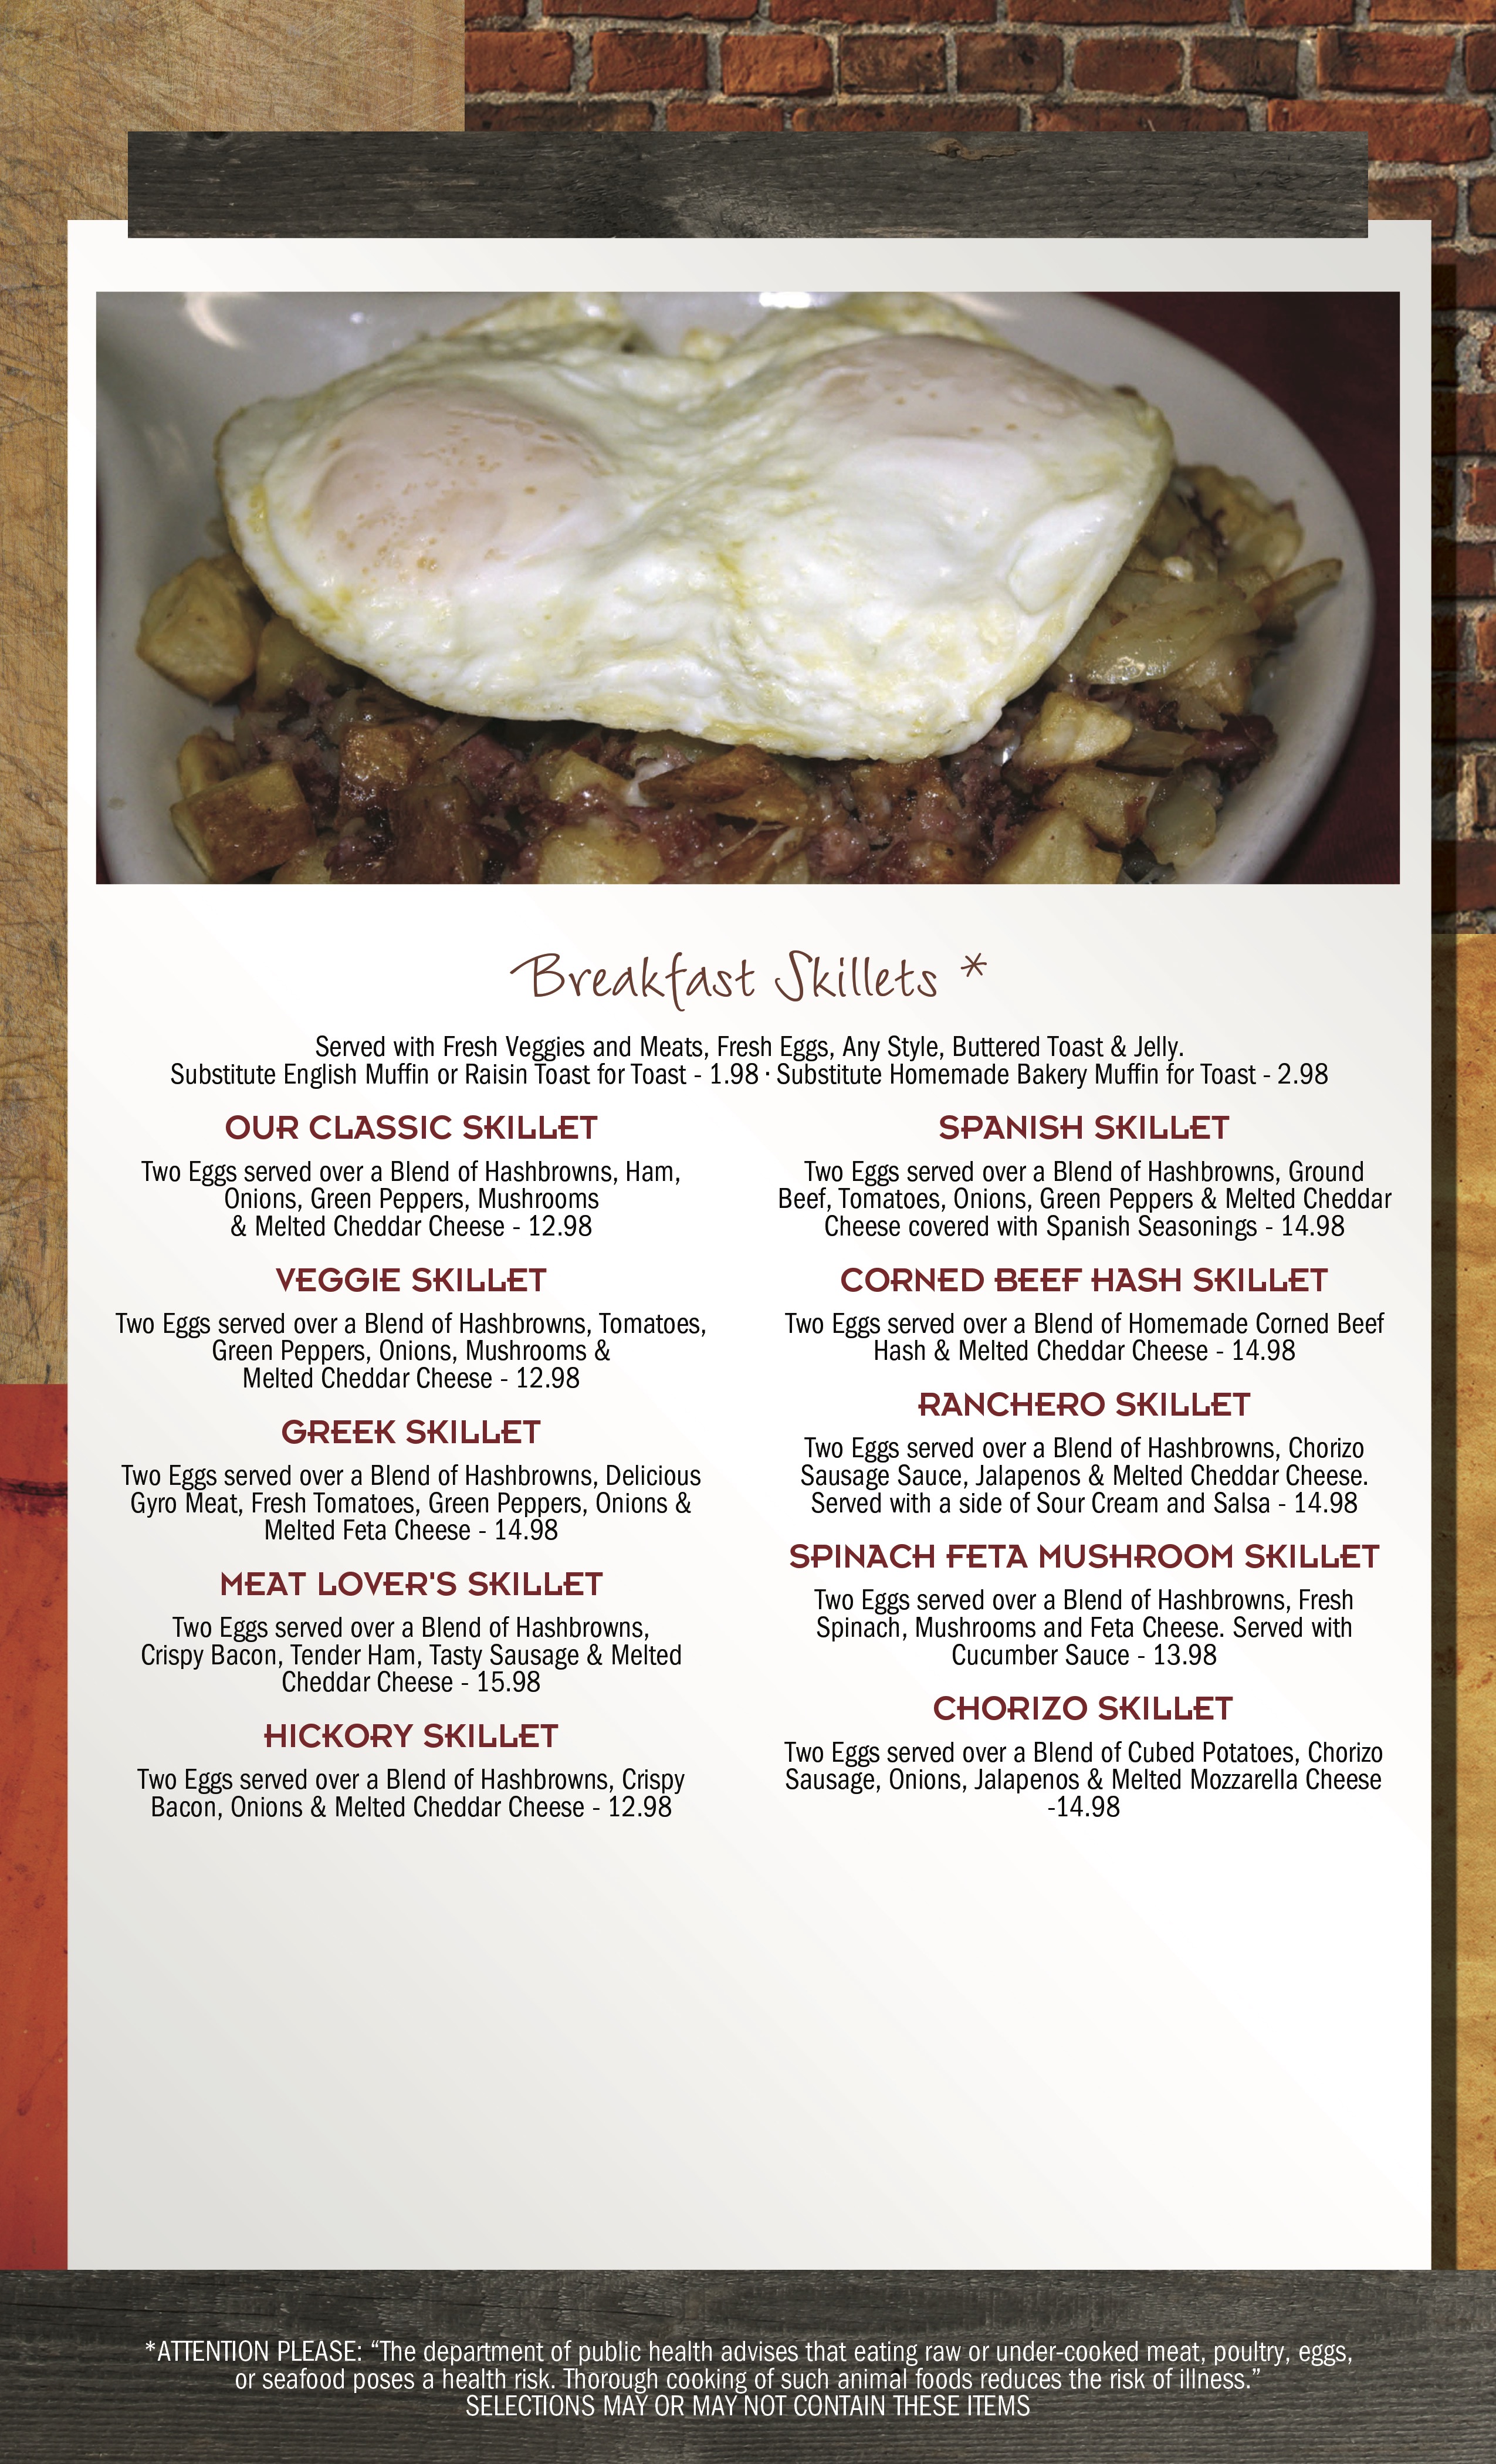 Breakfast Skillets *
Served with Fresh Veggies and Meats, Fresh Eggs, Any Style, Buttered Toast & Jelly.
Substitute English Muffin or Raisin Toast for Toast - 1.98 · Substitute Homemade Bakery Muffin for Toast - 2.98
OUR CLASSIC SKILLET
Two Eggs served over a Blend of Hashbrowns, Ham,
Onions, Green Peppers, Mushrooms
& Melted Cheddar Cheese - 12.98
VEGGIE SKILLET
Two Eggs served over a Blend of Hashbrowns, Tomatoes,
Green Peppers, Onions, Mushrooms &
Melted Cheddar Cheese - 12.98
GREEK SKILLET
Two Eggs served over a Blend of Hashbrowns, Delicious
Gyro Meat, Fresh Tomatoes, Green Peppers, Onions &
Melted Feta Cheese - 14.98
MEAT LOVER'S SKILLET
Two Eggs served over a Blend of Hashbrowns,
Crispy Bacon, Tender Ham, Tasty Sausage & Melted
Cheddar Cheese - 15.98
HICKORY SKILLET
Two Eggs served over a Blend of Hashbrowns, Crispy
Bacon, Onions & Melted Cheddar Cheese - 12.98
SPANISH SKILLET
Two Eggs served over a Blend of Hashbrowns, Ground
Beef, Tomatoes, Onions, Green Peppers & Melted Cheddar
Cheese covered with Spanish Seasonings - 14.98
CORNED BEEF HASH SKILLET
Two Eggs served over a Blend of Homemade Corned Beef
Hash & Melted Cheddar Cheese - 14.98
RANCHERO SKILLET
Two Eggs served over a Blend of Hashbrowns, Chorizo
Sausage Sauce, Jalapenos & Melted Cheddar Cheese.
Served with a side of Sour Cream and Salsa - 14.98
SPINACH FETA MUSHROOM SKILLET
Two Eggs served over a Blend of Hashbrowns, Fresh
Spinach, Mushrooms and Feta Cheese. Served with
Cucumber Sauce - 13.98
CHORIZO SKILLET
Two Eggs served over a Blend of Cubed Potatoes, Chorizo
Sausage, Onions, Jalapenos & Melted Mozzarella Cheese
-14.98
*ATTENTION PLEASE: “The department of public health advises that eating raw or under-cooked meat, poultry, eggs,
or seafood poses a health risk. Thorough cooking of such animal foods reduces the risk of illness.”
SELECTIONS MAY OR MAY NOT CONTAIN THESE ITEMS